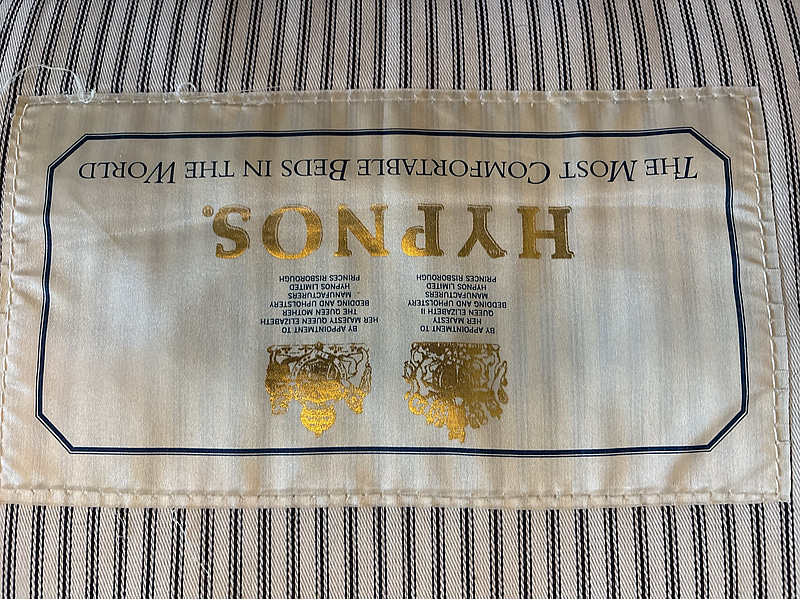 BY APPOINTMENT TO
HER MAJESTY
QUEEN ELIZABETH II
BEDDING AND UPHOLSTERY
MANUFACTURERS
HYPNOS LIMITED
PRINCES RISBOROUGH
BY APPOINTMENT TO
HER MAJESTY QUEEN ELIZABETH
THE QUEEN MOTHER
BEDDING AND UPHOLSTERY
MANUFACTURERS
HYPNOS LIMITED
PRINCES RISBOROUGH
HYPNOS®
THE MOST COMFORTABLE BEDS IN THE WORLD